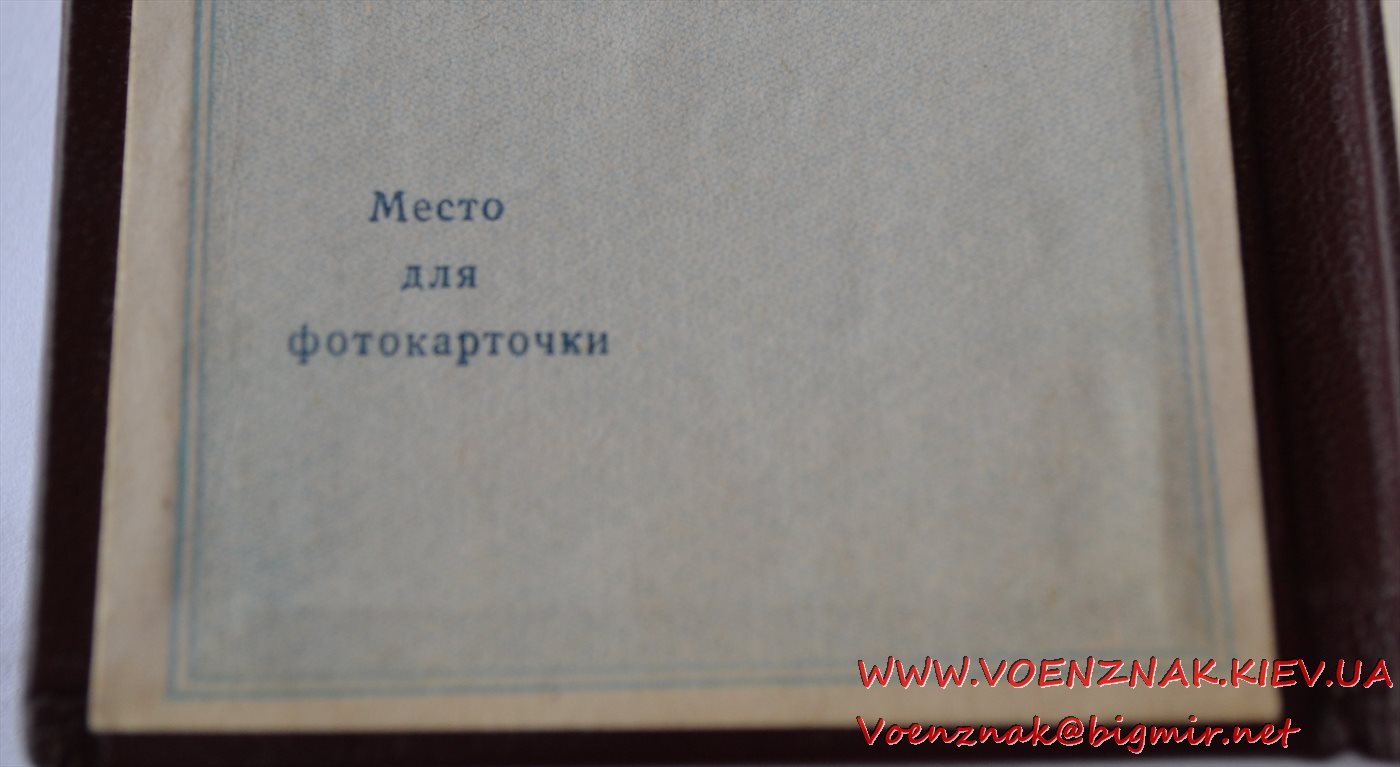 Место
для
фотокарточки
WWW.VOENZNAK.KIEV.UA
Voenznak@bigmir.net